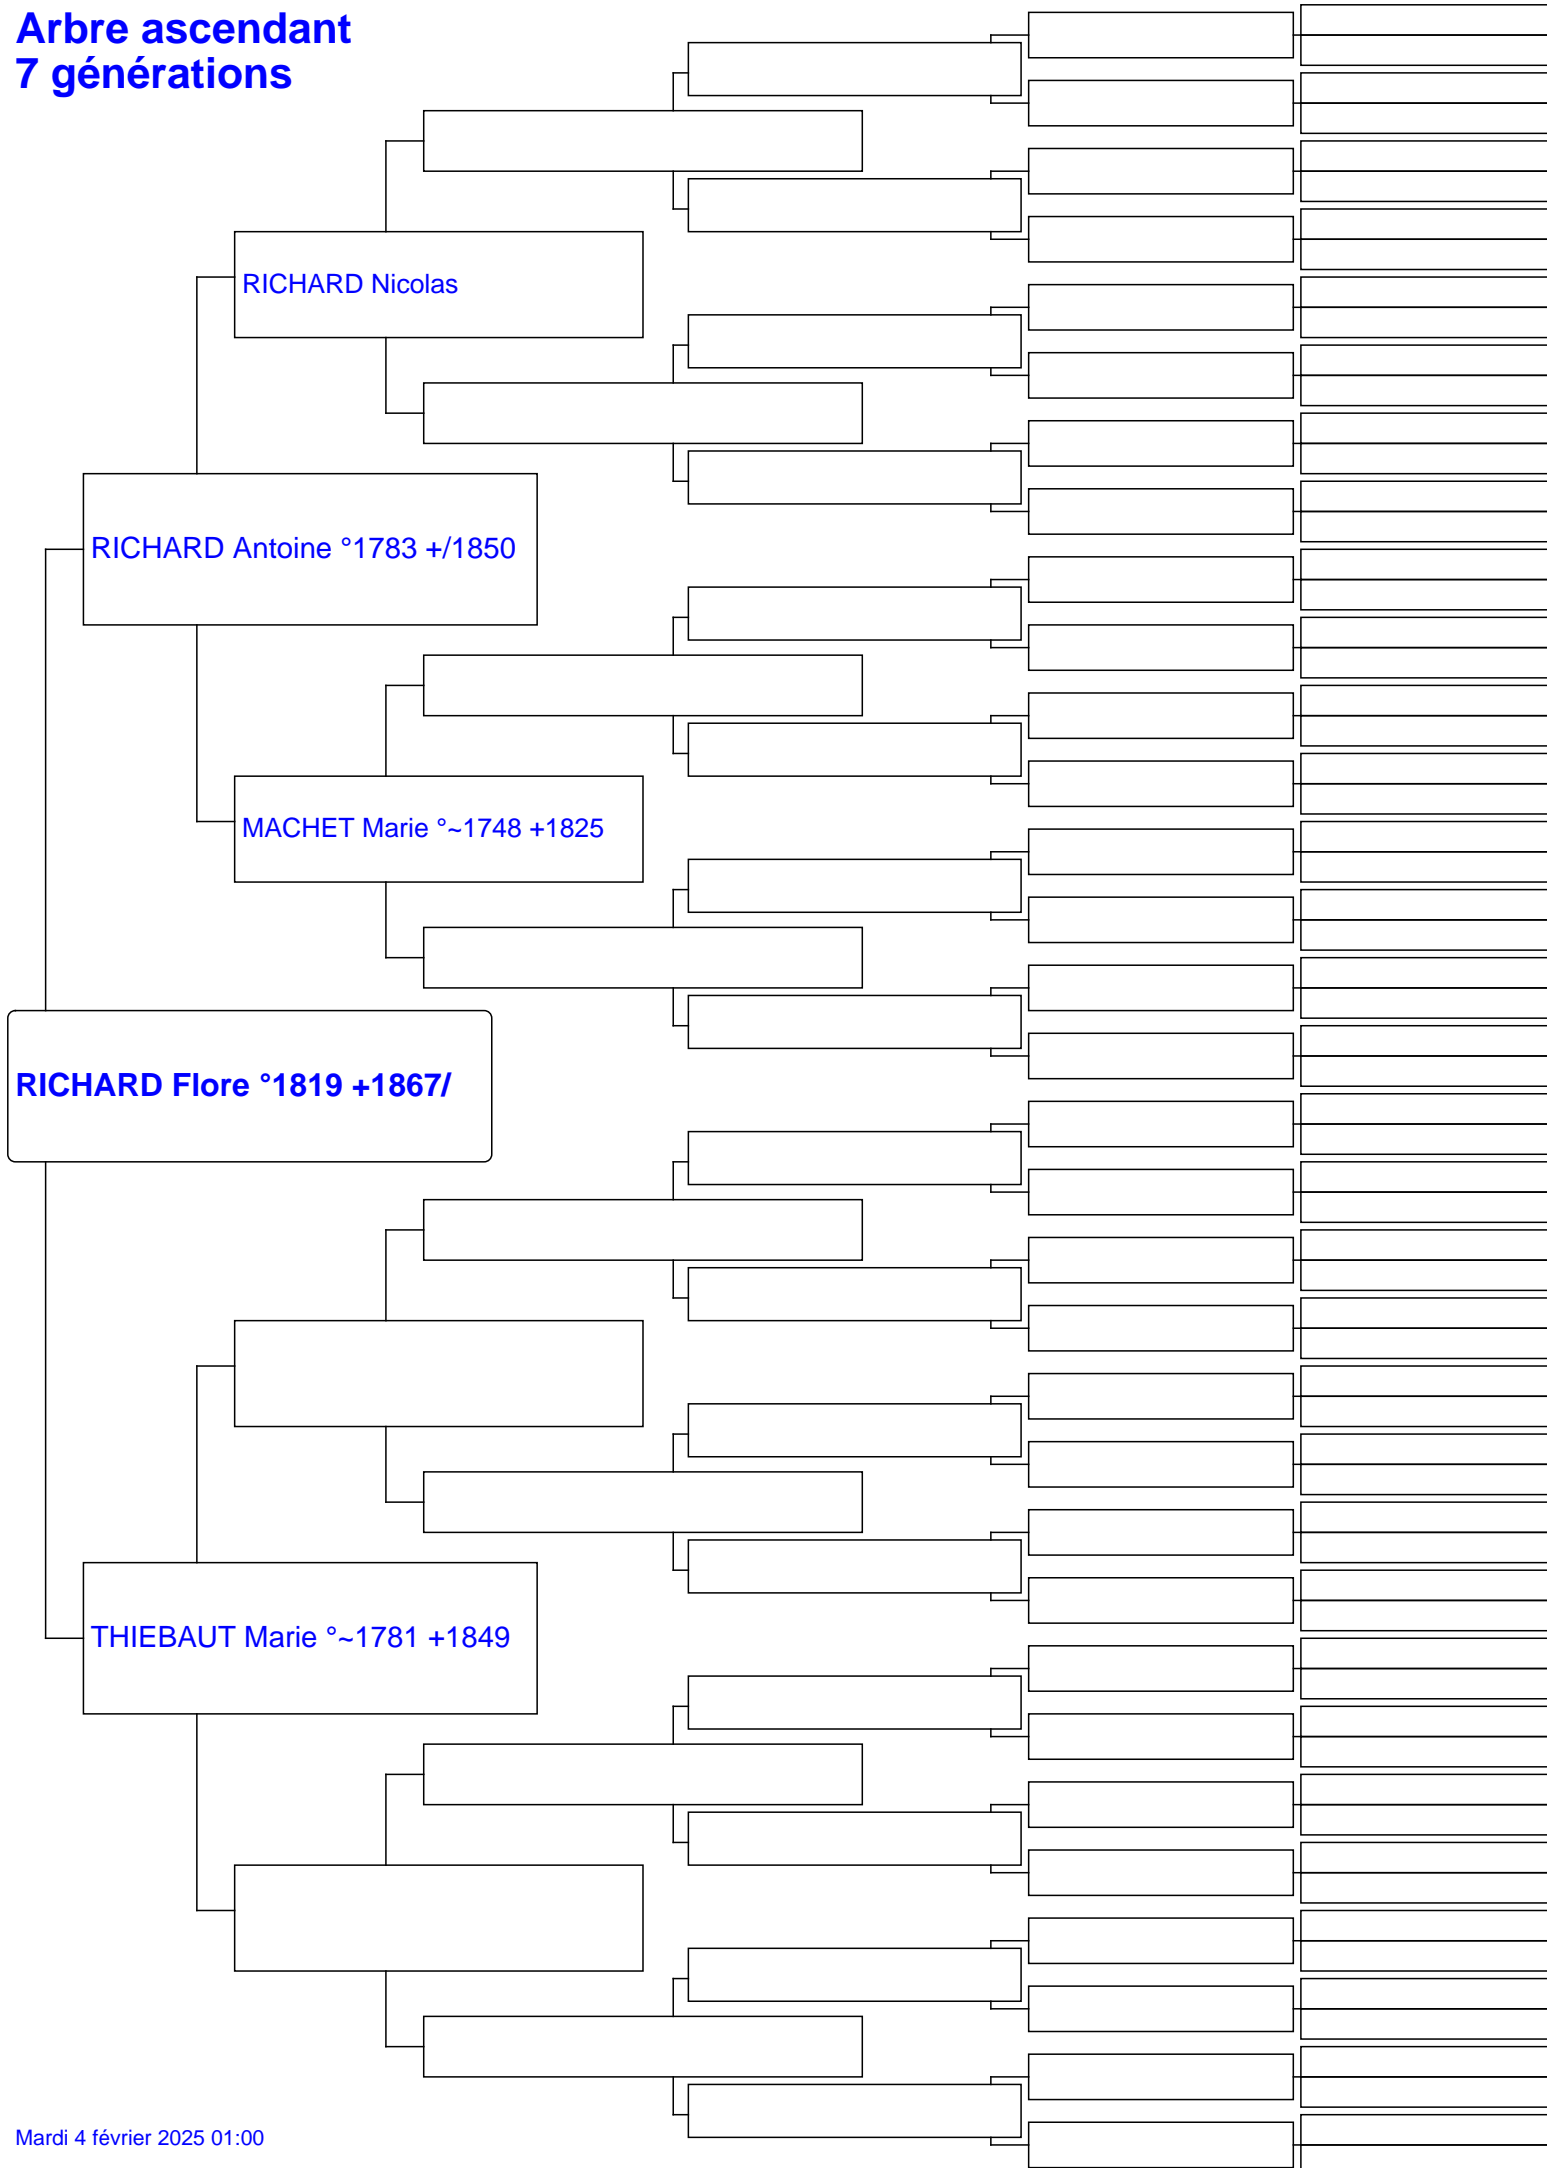 Arbre ascendant
7 générations
RICHARD Nicolas
RICHARD Antoine °1783 +/1850
MACHET Marie °~1748 +1825
RICHARD Flore °1819 +1867/
THIEBAUT Marie °~1781 +1849
Mardi 4 février 2025 01:00